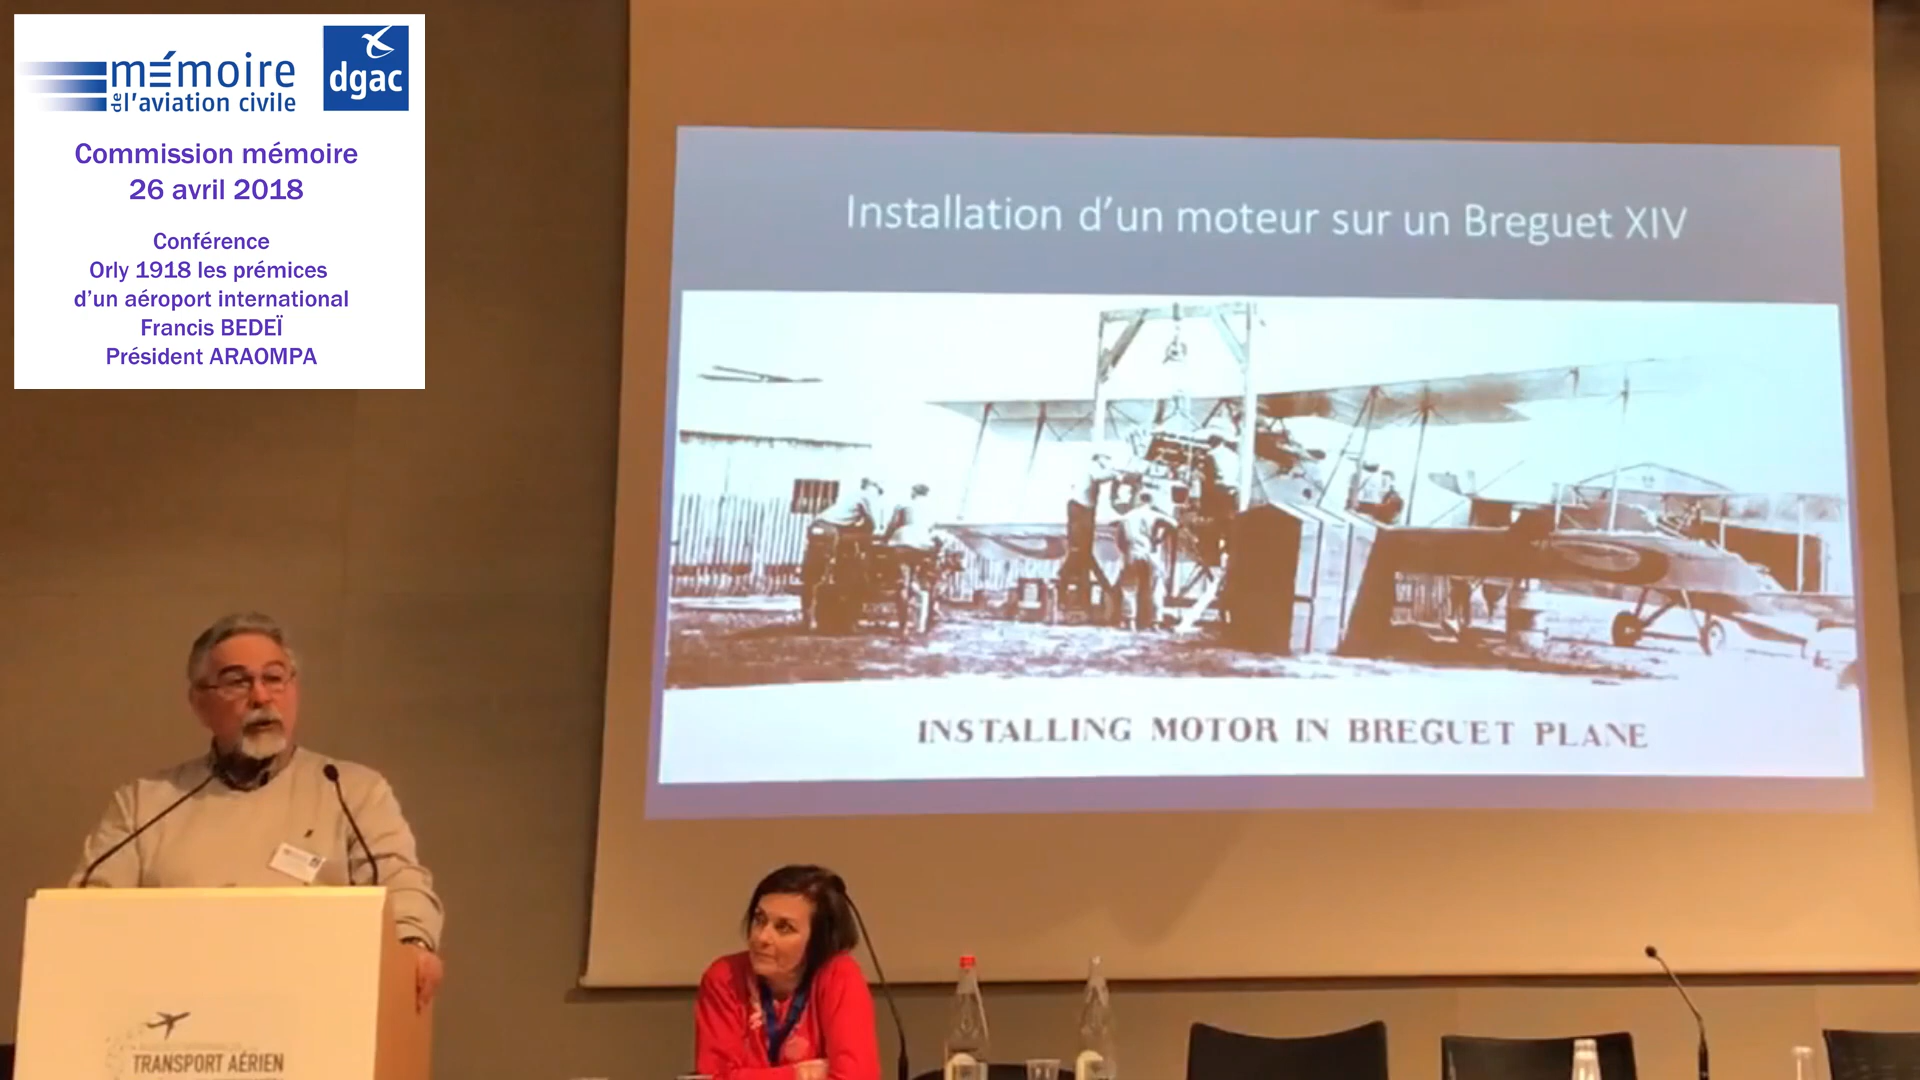 mémoire
de l'aviation civile
dgac
Commission mémoire
26 avril 2018
Conférence
Orly 1918 les prémices
d'un aéroport international
Francis BEDEÏ
Président ARAOMPA
Installation d'un moteur sur un Breguet XIV
INSTALLING MOTOR IN BREGUET PLANE
TRANSPORT AÉRIEN